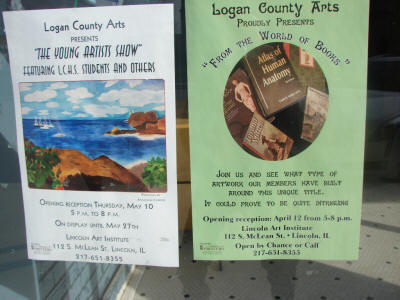 Logan County Arts
PRESENTS
"THE YOUNG ARTISTS SHOW"
FEATURING L.C.H.S. STUDENTS AND OTHERS
OPENING RECEPTION THURSDAY, MAY 10
5 P.M. TO 8 P.M.
ON DISPLAY UNTIL MAY 27TH
LINCOLN ART INSTITUTE
112 S. MCLEAN ST. LINCOLN, IL
217-651-8355
Logan County Arts
PROUDLY PRESENTS
"FROM THE WORLD OF BOOKS"
Atlas of
Human
Anatomy
JOIN US AND SEE WHAT TYPE OF
ARTWORK OUR MEMBERS HAVE BUILT
AROUND THIS UNIQUE TITLE.
IT COULD PROVE TO BE QUITE INTRIGUING
Opening reception: April 12 from 5-8 p.m.
Lincoln Art Institute
112 S. McLean St. • Lincoln, IL
Open by Chance or Call
217-651-8355